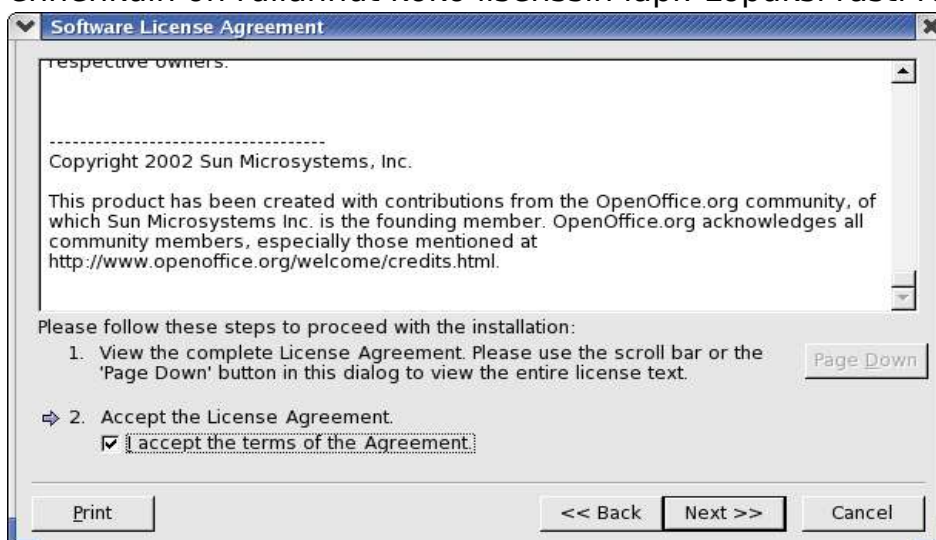 Software License Agreement
respective owners.
-----------------------------------
Copyright 2002 Sun Microsystems, Inc.
This product has been created with contributions from the OpenOffice.org community, of
which Sun Microsystems Inc. is the founding member. OpenOffice.org acknowledges all
community members, especially those mentioned at
http://www.openoffice.org/welcome/credits.html.
Please follow these steps to proceed with the installation:
1. View the complete License Agreement. Please use the scroll bar or the
'Page Down' button in this dialog to view the entire license text.
Page Down
2. Accept the License Agreement.
I accept the terms of the Agreement.
Print
<< Back
Next >>
Cancel